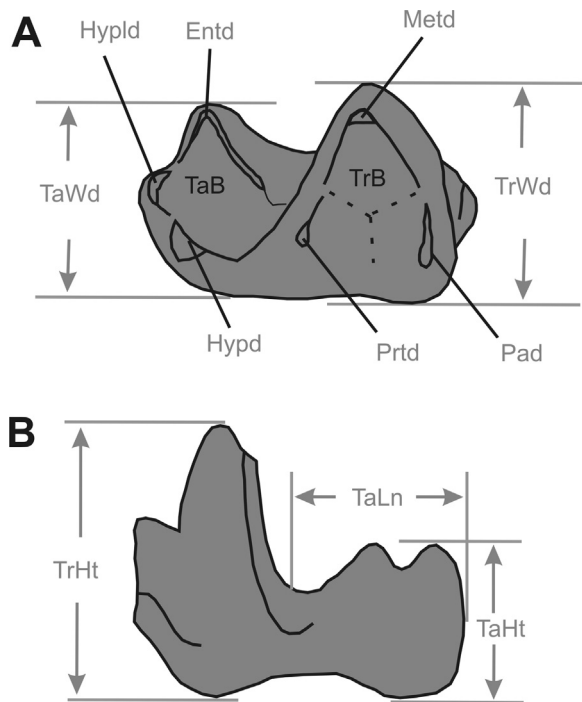 A
Hypld
Entd
Metd
TaWd
TaB
TrB
TrWd
Hypd
Prtd
Pad
B
TaLn
TrHt
TaHt